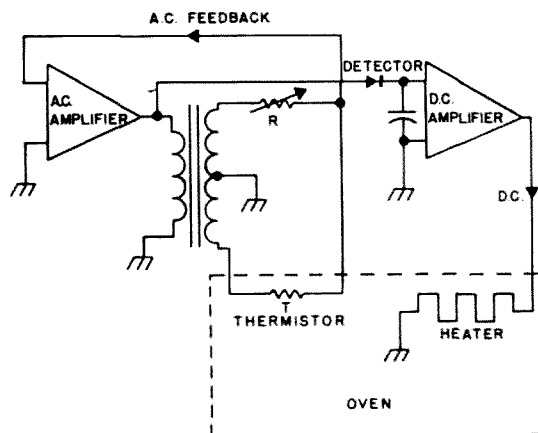 A.C. FEEDBACK
DETECTOR
A.C.
AMPLIFIER
D.C.
AMPLIFIER
R
D.C.
T
THERMISTOR
HEATER
OVEN